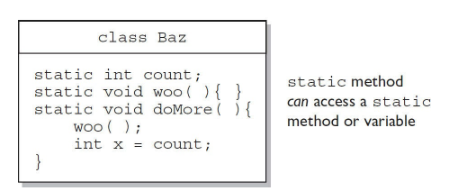 class Baz
static int count;
static void woo( ){ }
static void doMore( ){
woo( );
int x = count;
}
static method
can access a static
method or variable